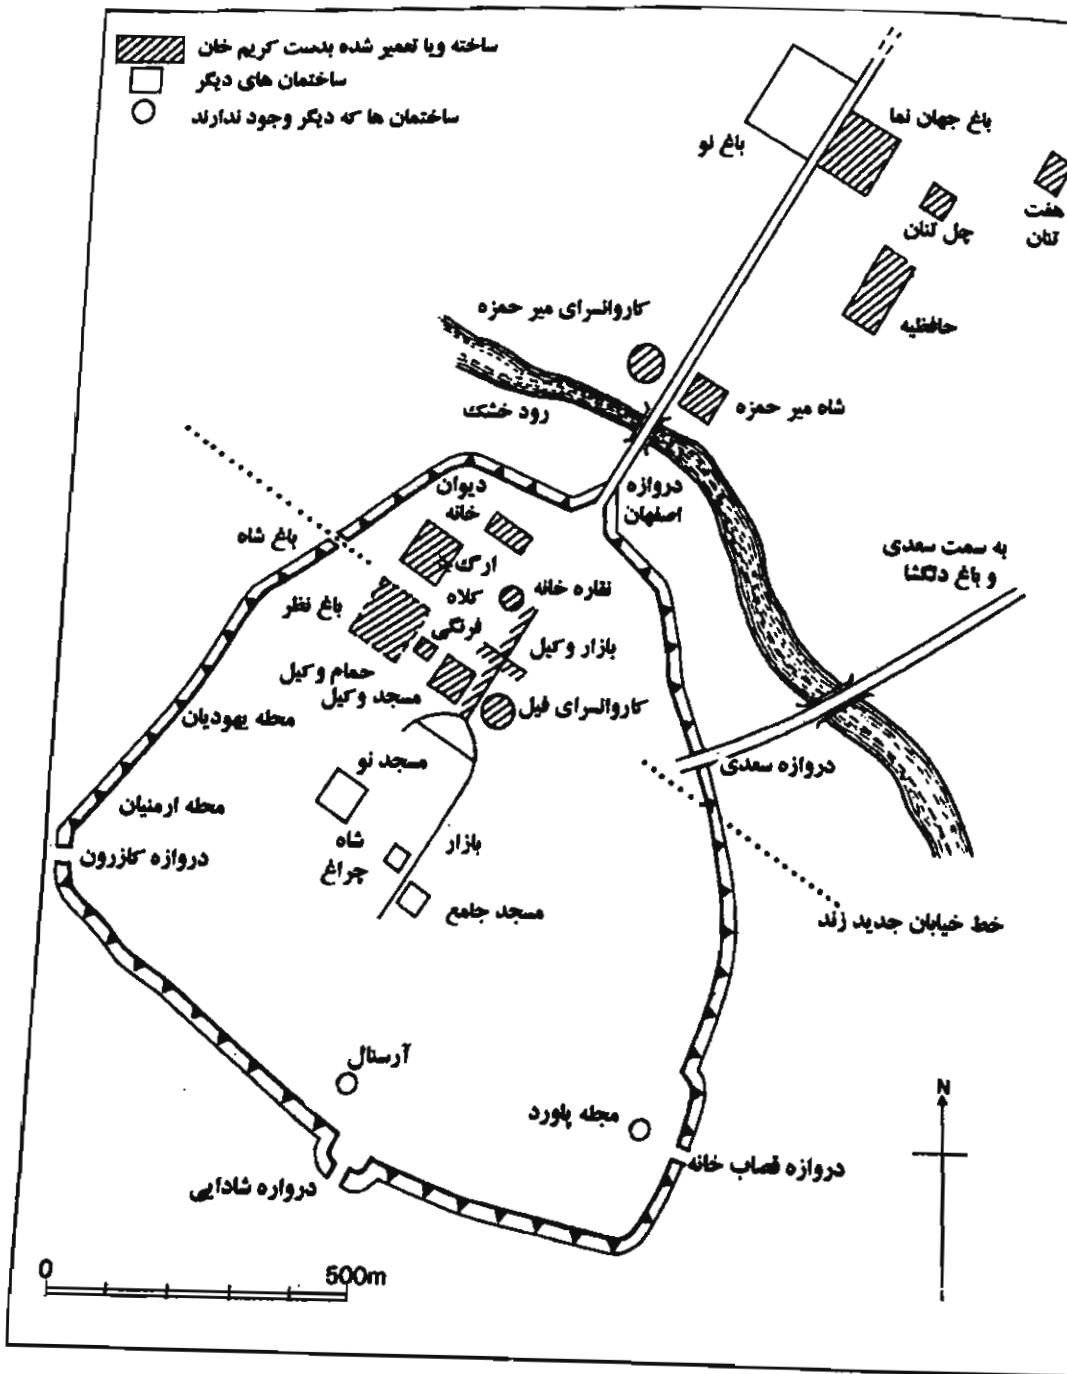 ساخته ویا تعمیر شده بدست کریم خان
ساختمان های دیگر
ساختمان ها که دیگر وجود ندارند
باغ جهان نما
باغ نو
هفت
تنان
چل تنان
حافظیه
کاروانسرای میر حمزه
شاه میر حمزه
رود خشک
دروازه
اصفهان
دیوان
خانه
باغ شاه
ارگ
به سمت سعدی
و باغ دلگشا
نقاره خانه
کلاه
فرنگی
باغ نظر
بازار وکیل
حمام وکیل
مسجد وکیل
کاروانسرای فیل
محله یهودیان
مسجد نو
دروازه سعدی
محله ارمنیان
شاه
چراغ
بازار
دروازه کازرون
مسجد جامع
خط خیابان جدید زند
آرسنال
محله پاورد
N
دروازه قصاب خانه
درواره شادایی
0
500m